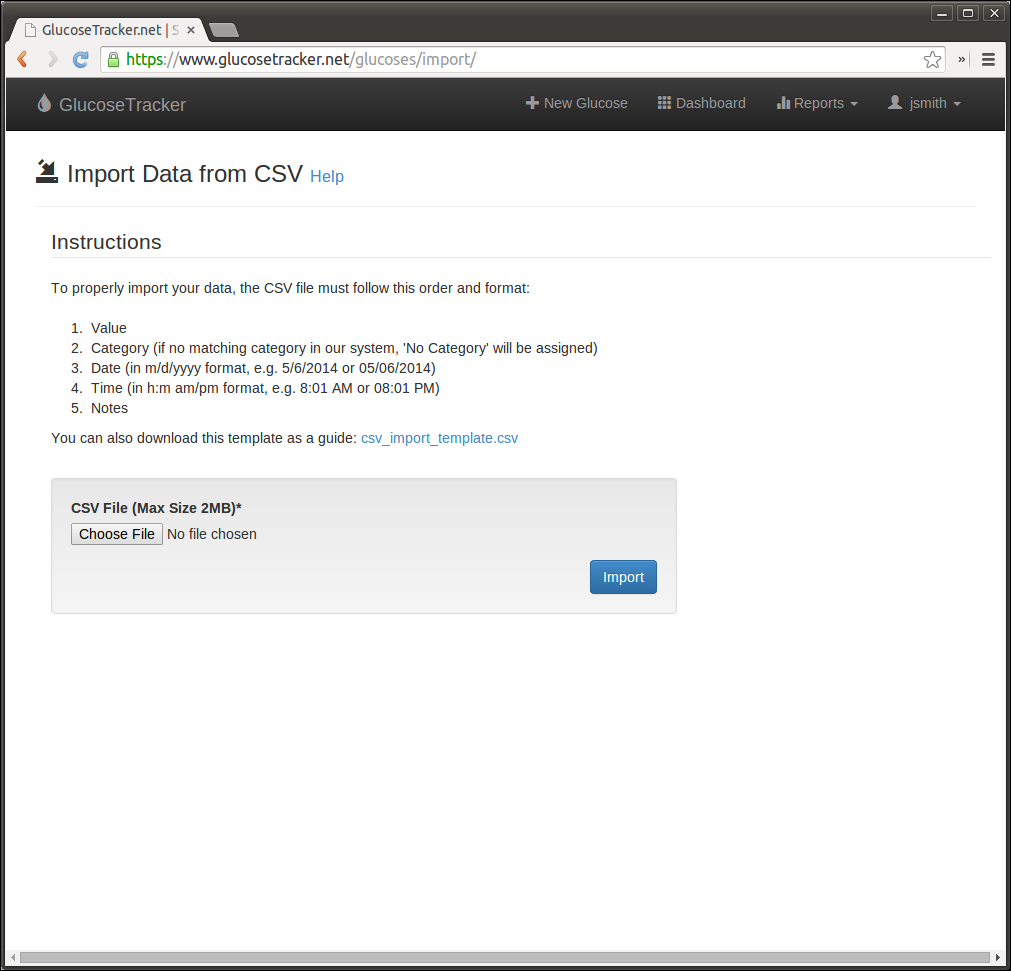 GlucoseTracker.net | S
https://www.glucosetracker.net/glucoses/import/
GlucoseTracker
New Glucose
Dashboard
Reports
jsmith
Import Data from CSV Help
Instructions
To properly import your data, the CSV file must follow this order and format:
1. Value
2. Category (if no matching category in our system, 'No Category' will be assigned)
3. Date (in m/d/yyyy format, e.g. 5/6/2014 or 05/06/2014)
4. Time (in h:m am/pm format, e.g. 8:01 AM or 08:01 PM)
5. Notes
You can also download this template as a guide: csv_import_template.csv
CSV File (Max Size 2MB)*
Choose File No file chosen
Import